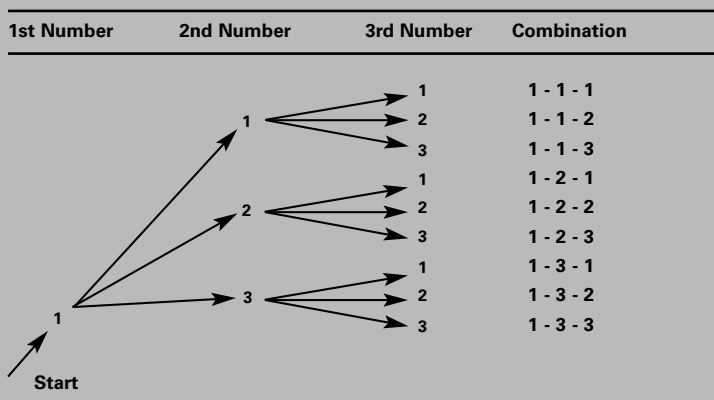 1st Number 2nd Number 3rd Number Combination
1 1 - 1 - 1
1 2 1 - 1 - 2
3 1 - 1 - 3
1 1 - 2 - 1
2 2 1 - 2 - 2
3 1 - 2 - 3
1 1 - 3 - 1
3 2 1 - 3 - 2
1 3 1 - 3 - 3
Start